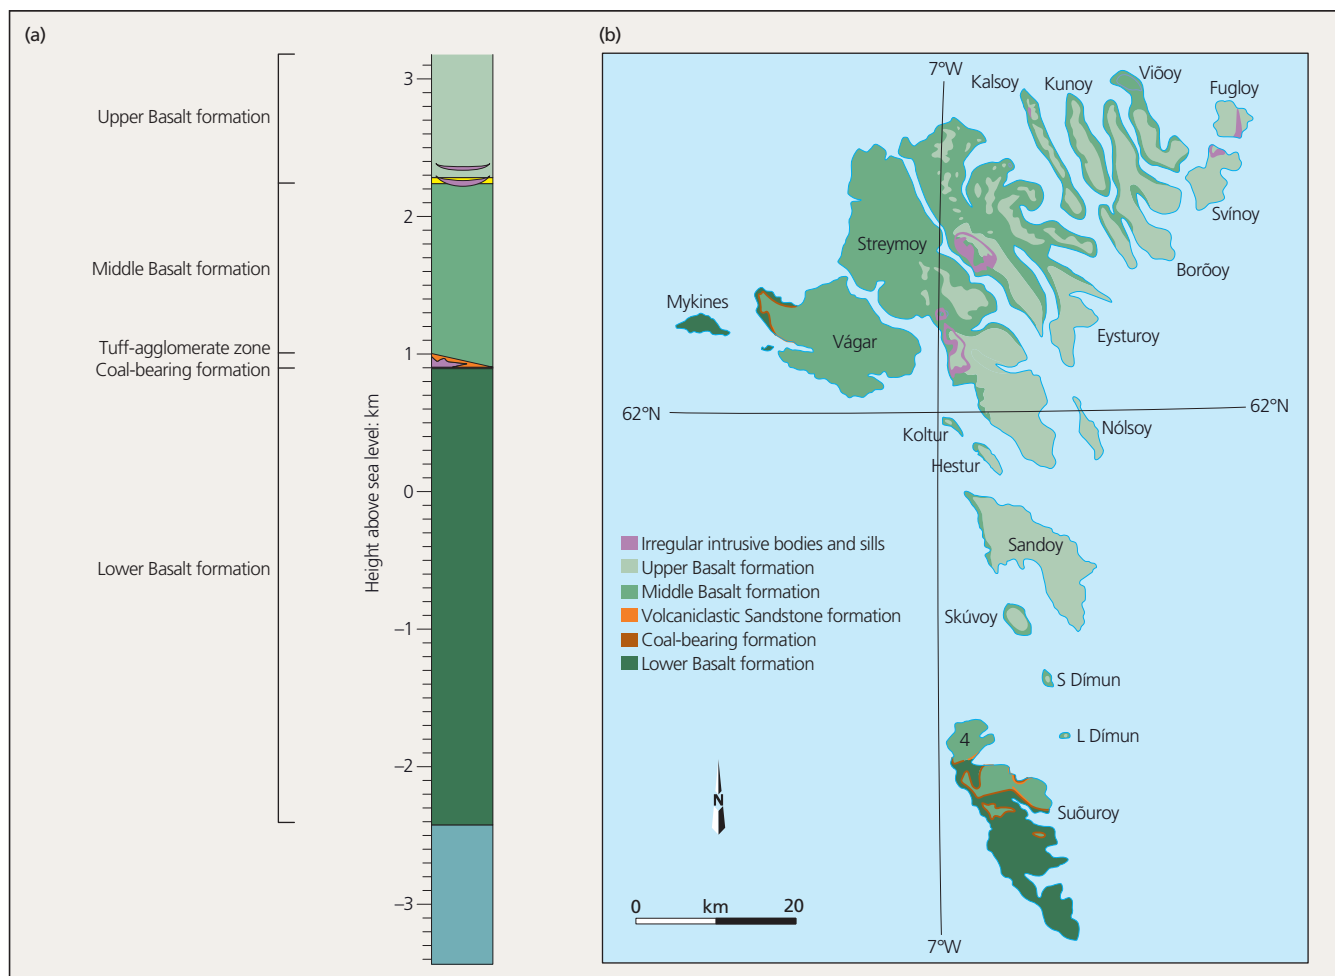 (a)
Upper Basalt formation
Middle Basalt formation
Tuff-agglomerate zone
Coal-bearing formation
Lower Basalt formation
Height above sea level: km
3
2
1
0
–1
–2
–3
(b)
7°W
Kalsoy
Kunoy
Viõoy
Fugloy
Svínoy
Borõoy
Streymoy
Eysturoy
Mykines
Vágar
62°N
62°N
Koltur
Nólsoy
Hestur
Sandoy
Irregular intrusive bodies and sills
Upper Basalt formation
Middle Basalt formation
Volcaniclastic Sandstone formation
Coal-bearing formation
Lower Basalt formation
Skúvoy
S Dímun
L Dímun
4
Suõuroy
N
0 km 20
7°W